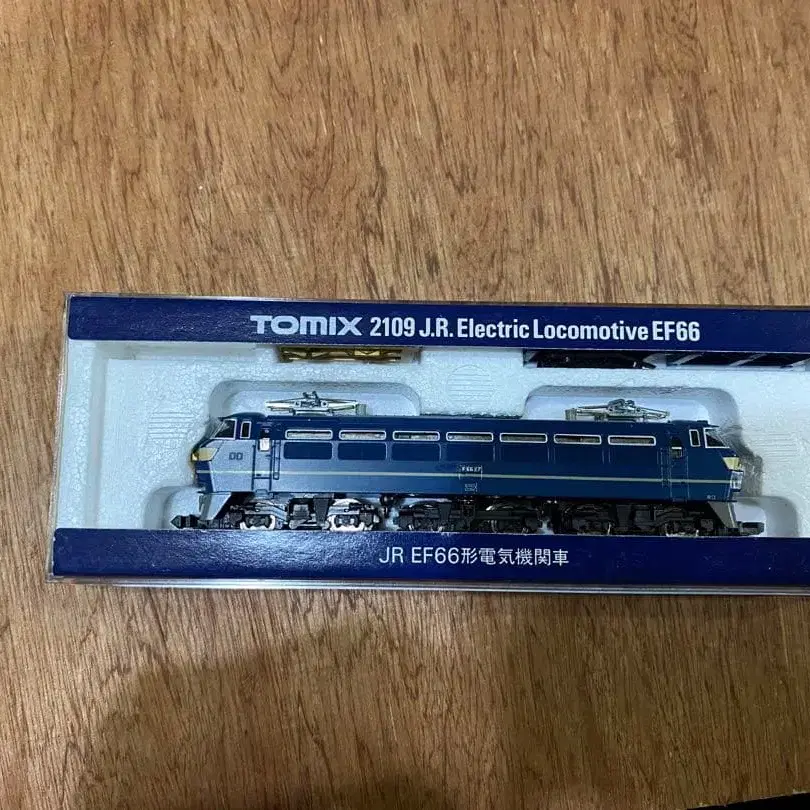 TOMIX 2109 J.R. Electric Locomotive EF66
JR EF66形電気機関車